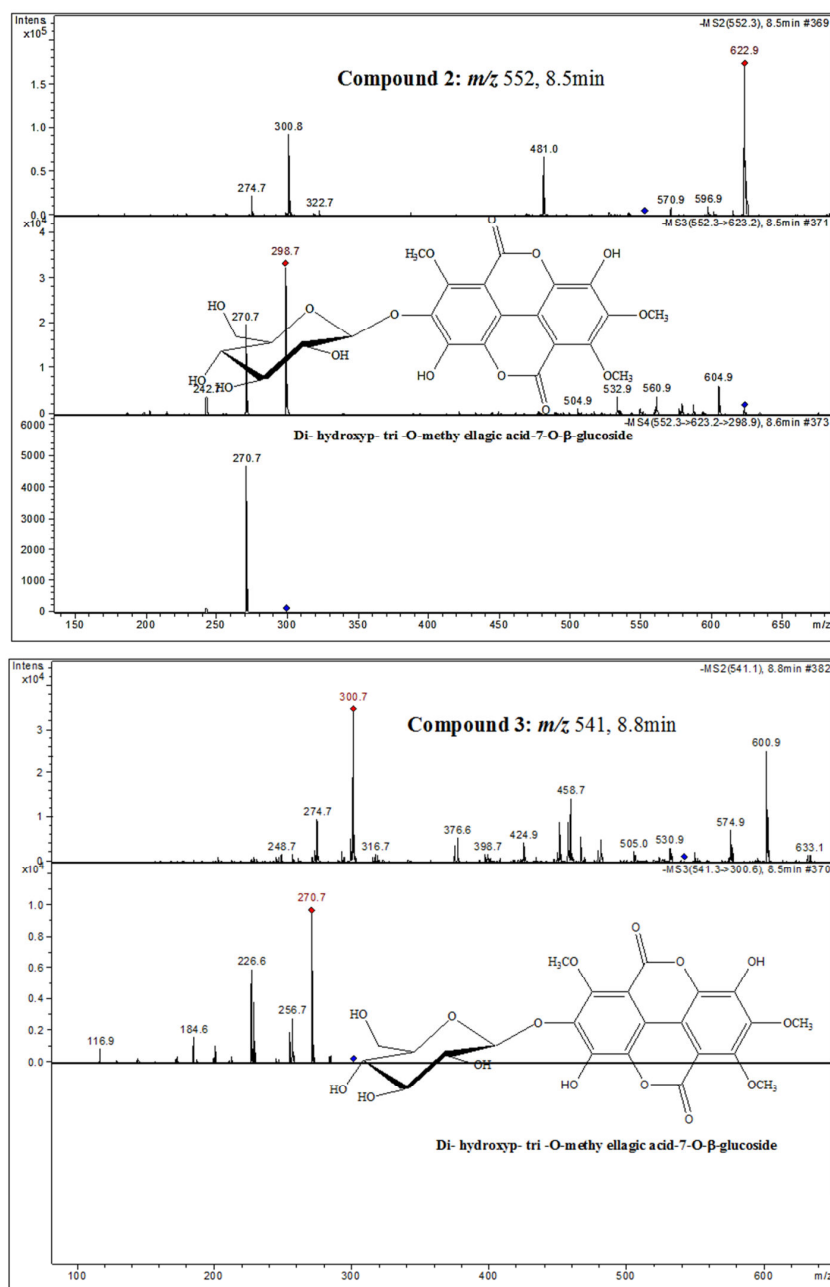 Intens.
x10⁵
-MS2(552.3), 8.5min #369
Compound 2: m/z 552, 8.5min
622.9
1.5
1.0
300.8
481.0
0.5
274.7
322.7
570.9
596.9
0.0
x10⁴
4
-MS3(552.3->623.2), 8.5min #371
298.7
3
270.7
2
1
242.7
504.9
532.9
560.9
604.9
0
O
H₃CO
O
OH
HO
O
O
OCH₃
OH
HO
HO
HO
O
OCH₃
O
Di- hydroxyp- tri -O-methy ellagic acid-7-O-β-glucoside
-MS4(552.3->623.2->298.9), 8.6min #373
6000
5000
270.7
4000
3000
2000
1000
0
150 200 250 300 350 400 450 500 550 600 650 m/z
Intens.
x10⁴
-MS2(541.1), 8.8min #382
300.7
Compound 3: m/z 541, 8.8min
3
600.9
2
458.7
1
274.7
574.9
376.6
424.9
248.7
316.7
398.7
505.0
530.9
633.1
0
-MS3(541.3->300.6), 8.5min #370
270.7
1.0
0.8
226.6
0.6
0.4
256.7
0.2
184.6
116.9
0.0
O
H₃CO
O
OH
HO
O
O
OCH₃
OH
HO
HO
HO
O
OCH₃
O
Di- hydroxyp- tri -O-methy ellagic acid-7-O-β-glucoside
100 200 300 400 500 600 m/z